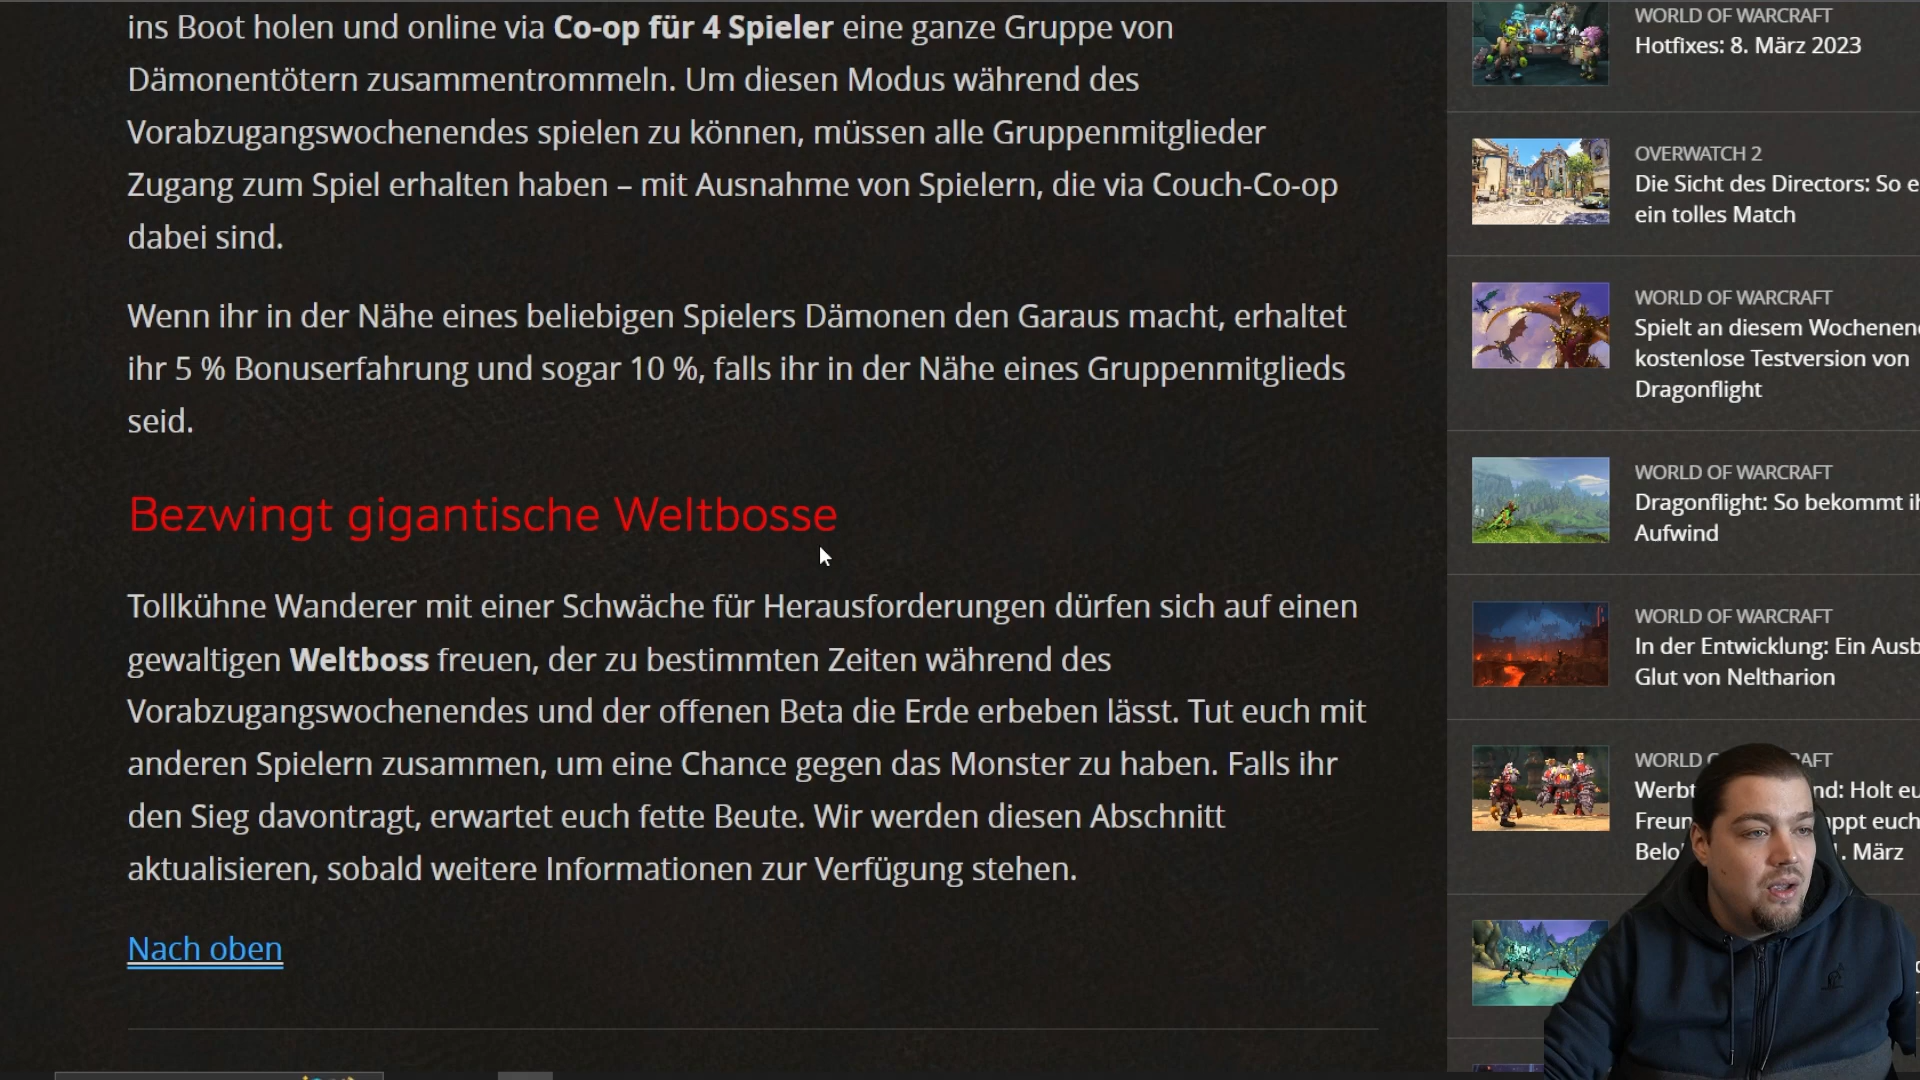 ins Boot holen und online via Co-op für 4 Spieler eine ganze Gruppe von
Dämonentötern zusammentrommeln. Um diesen Modus während des
Vorabzugangswochenendes spielen zu können, müssen alle Gruppenmitglieder
Zugang zum Spiel erhalten haben – mit Ausnahme von Spielern, die via Couch-Co-op
dabei sind.
Wenn ihr in der Nähe eines beliebigen Spielers Dämonen den Garaus macht, erhaltet
ihr 5 % Bonuserfahrung und sogar 10 %, falls ihr in der Nähe eines Gruppenmitglieds
seid.
Bezwingt gigantische Weltbosse
Tollkühne Wanderer mit einer Schwäche für Herausforderungen dürfen sich auf einen
gewaltigen Weltboss freuen, der zu bestimmten Zeiten während des
Vorabzugangswochenendes und der offenen Beta die Erde erbeben lässt. Tut euch mit
anderen Spielern zusammen, um eine Chance gegen das Monster zu haben. Falls ihr
den Sieg davontragt, erwartet euch fette Beute. Wir werden diesen Abschnitt
aktualisieren, sobald weitere Informationen zur Verfügung stehen.
Nach oben
WORLD OF WARCRAFT
Hotfixes: 8. März 2023
OVERWATCH 2
Die Sicht des Directors: So e
ein tolles Match
WORLD OF WARCRAFT
Spielt an diesem Wochenen
kostenlose Testversion von
Dragonflight
WORLD OF WARCRAFT
Dragonflight: So bekommt ih
Aufwind
WORLD OF WARCRAFT
In der Entwicklung: Ein Ausb
Glut von Neltharion
WORLD
Holt eu
März